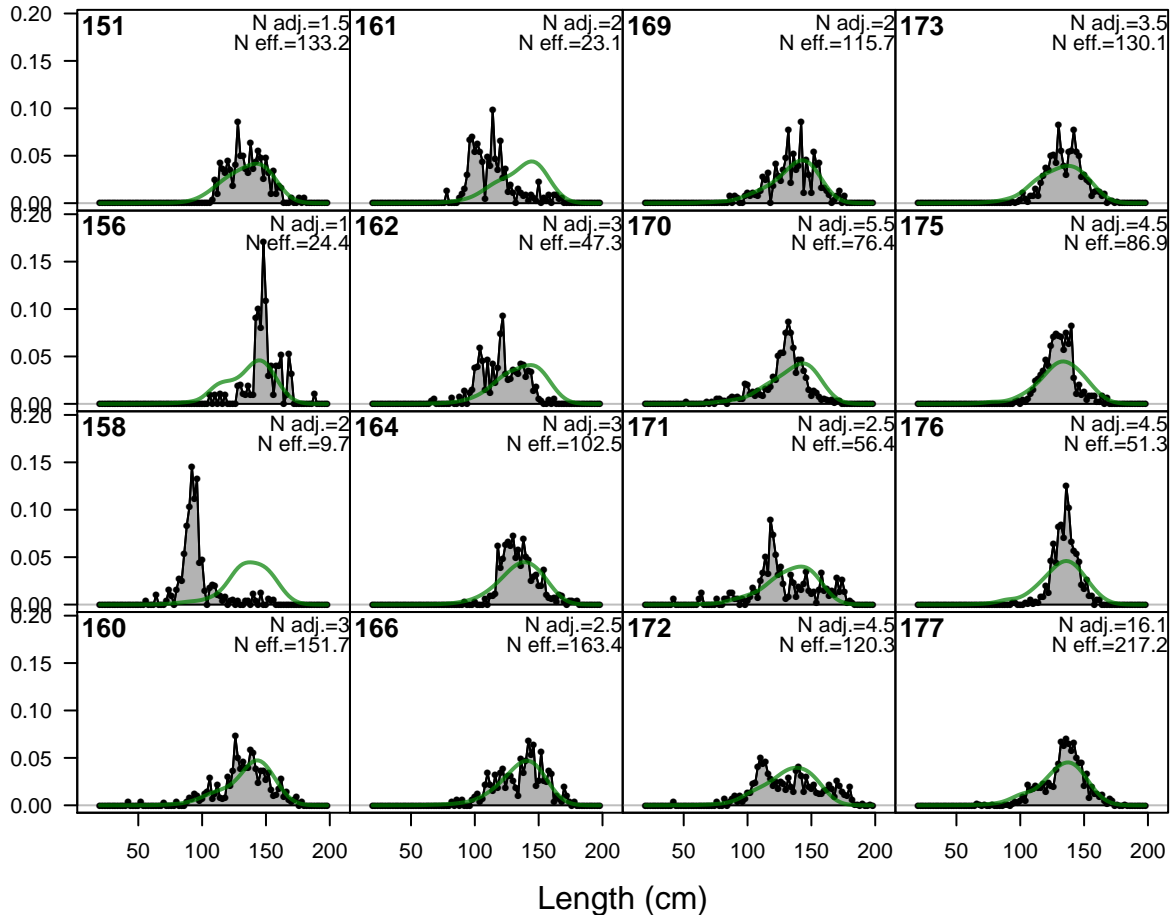 0.20
151
N adj.=1.5
N eff.=133.2
161
N adj.=2
N eff.=23.1
169
N adj.=2
N eff.=115.7
173
N adj.=3.5
N eff.=130.1
0.15
0.10
0.05
0.00
0.20
156
N adj.=1
N eff.=24.4
162
N adj.=3
N eff.=47.3
170
N adj.=5.5
N eff.=76.4
175
N adj.=4.5
N eff.=86.9
0.15
0.10
0.05
0.00
0.20
158
N adj.=2
N eff.=9.7
164
N adj.=3
N eff.=102.5
171
N adj.=2.5
N eff.=56.4
176
N adj.=4.5
N eff.=51.3
0.15
0.10
0.05
0.00
0.20
160
N adj.=3
N eff.=151.7
166
N adj.=2.5
N eff.=163.4
172
N adj.=4.5
N eff.=120.3
177
N adj.=16.1
N eff.=217.2
0.15
0.10
0.05
0.00
50 100 150 200 50 100 150 200 50 100 150 200 50 100 150 200
Length (cm)